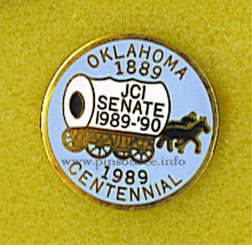 OKLAHOMA
1889
JCI
SENATE
1989-'90
www.pinsource.info
1989
CENTENNIAL